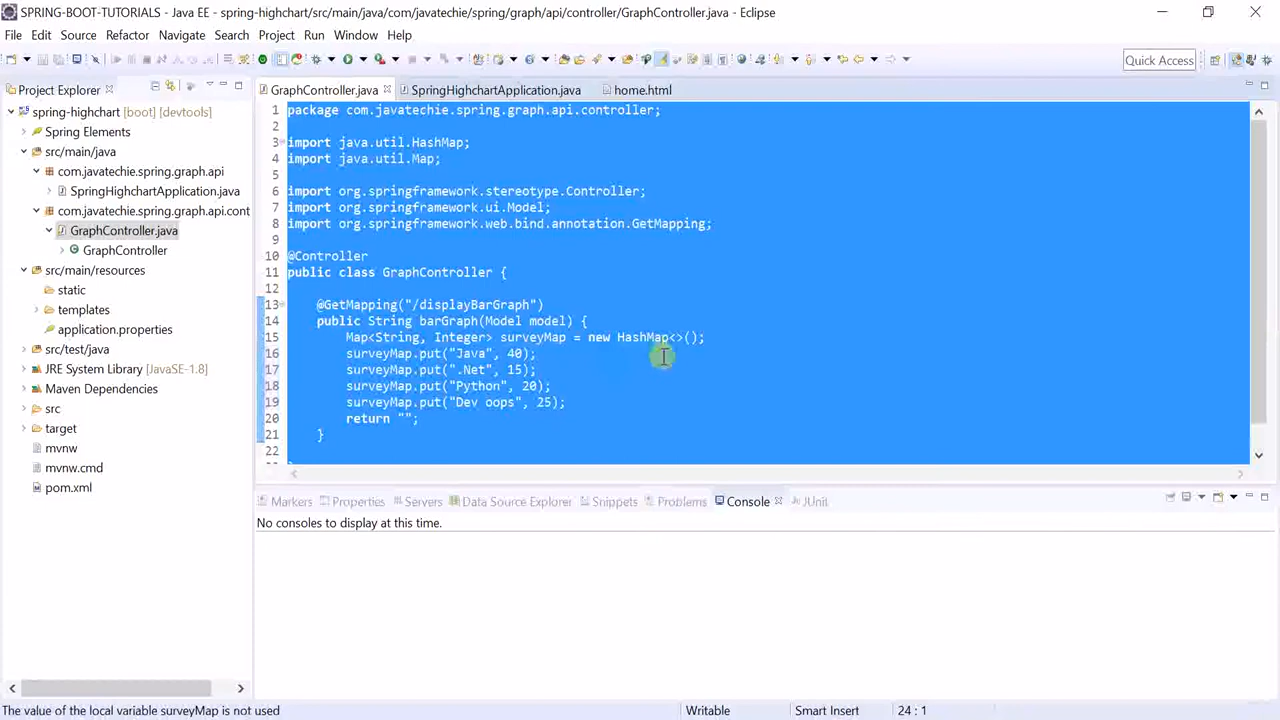 SPRING-BOOT-TUTORIALS - Java EE - spring-highchart/src/main/java/com/javatechie/spring/graph/api/controller/GraphController.java - Eclipse
File Edit Source Refactor Navigate Search Project Run Window Help
Quick Access
Project Explorer
spring-highchart [boot] [devtools]
Spring Elements
src/main/java
com.javatechie.spring.graph.api
SpringHighchartApplication.java
com.javatechie.spring.graph.api.cont
GraphController.java
GraphController
src/main/resources
static
templates
application.properties
src/test/java
JRE System Library [JavaSE-1.8]
Maven Dependencies
src
target
mvnw
mvnw.cmd
pom.xml
GraphController.java SpringHighchartApplication.java home.html
1 package com.javatechie.spring.graph.api.controller;
2
3 import java.util.HashMap;
4 import java.util.Map;
5
6 import org.springframework.stereotype.Controller;
7 import org.springframework.ui.Model;
8 import org.springframework.web.bind.annotation.GetMapping;
9
10 @Controller
11 public class GraphController {
12
13 @GetMapping("/displayBarGraph")
14 public String barGraph(Model model) {
15 Map<String, Integer> surveyMap = new HashMap<>();
16 surveyMap.put("Java", 40);
17 surveyMap.put(".Net", 15);
18 surveyMap.put("Python", 20);
19 surveyMap.put("Dev oops", 25);
20 return "";
21 }
22
Markers Properties Servers Data Source Explorer Snippets Problems Console JUnit
No consoles to display at this time.
The value of the local variable surveyMap is not used Writable Smart Insert 24 : 1